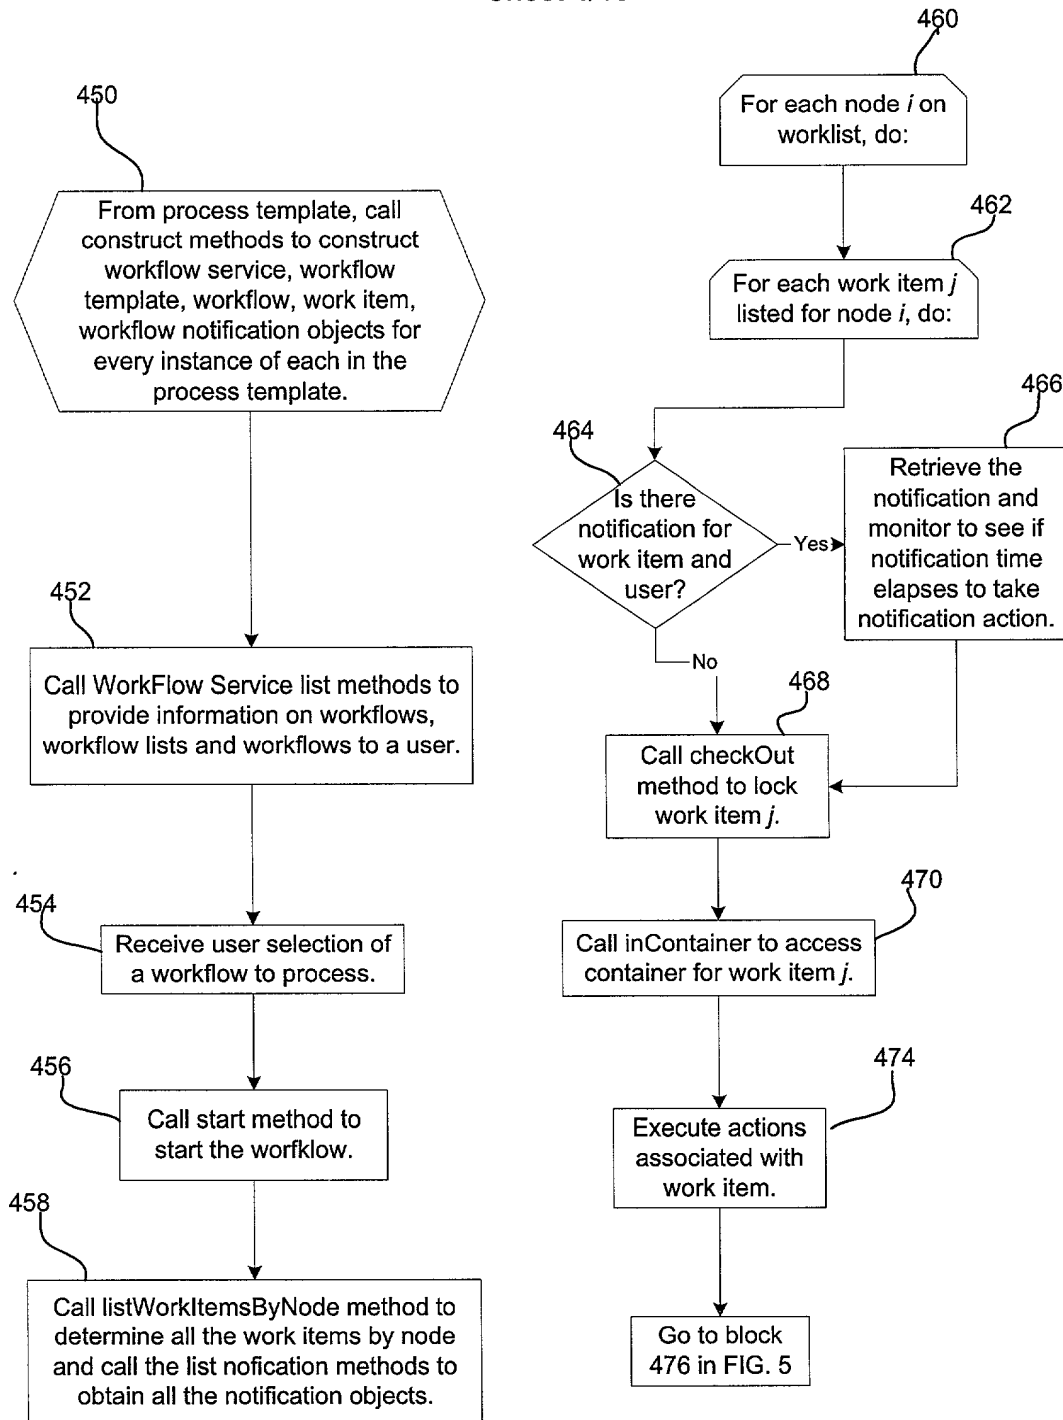 450
From process template, call
construct methods to construct
workflow service, workflow
template, workflow, work item,
workflow notification objects for
every instance of each in the
process template.
452
Call WorkFlow Service list methods to
provide information on workflows,
workflow lists and workflows to a user.
454
Receive user selection of
a workflow to process.
456
Call start method to
start the worfklow.
458
Call listWorkItemsByNode method to
determine all the work items by node
and call the list nofication methods to
obtain all the notification objects.
460
For each node i on
worklist, do:
462
For each work item j
listed for node i, do:
464
Is there
notification for
work item and
user?
Yes
No
466
Retrieve the
notification and
monitor to see if
notification time
elapses to take
notification action.
468
Call checkOut
method to lock
work item j.
470
Call inContainer to access
container for work item j.
474
Execute actions
associated with
work item.
Go to block
476 in FIG. 5